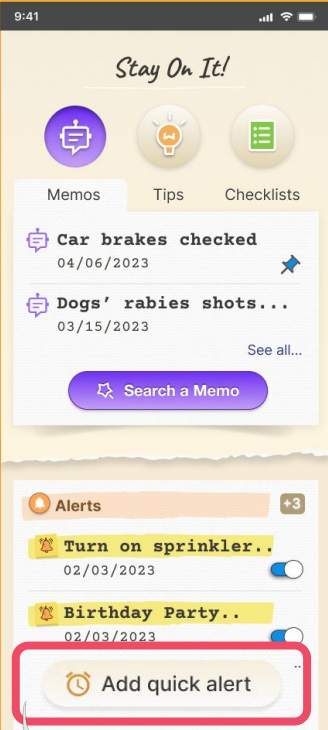 9:41
Stay On It!
Memos Tips Checklists
Car brakes checked
04/06/2023
Dogs’ rabies shots...
03/15/2023
See all...
Search a Memo
Alerts +3
Turn on sprinkler..
02/03/2023
Birthday Party..
02/03/2023
..
Add quick alert